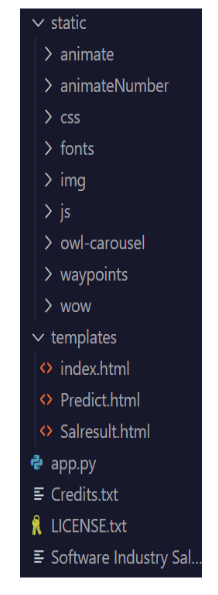 static
animate
animateNumber
css
fonts
img
js
owl-carousel
waypoints
wow
templates
index.html
Predict.html
Salresult.html
app.py
Credits.txt
LICENSE.txt
Software Industry Sal...